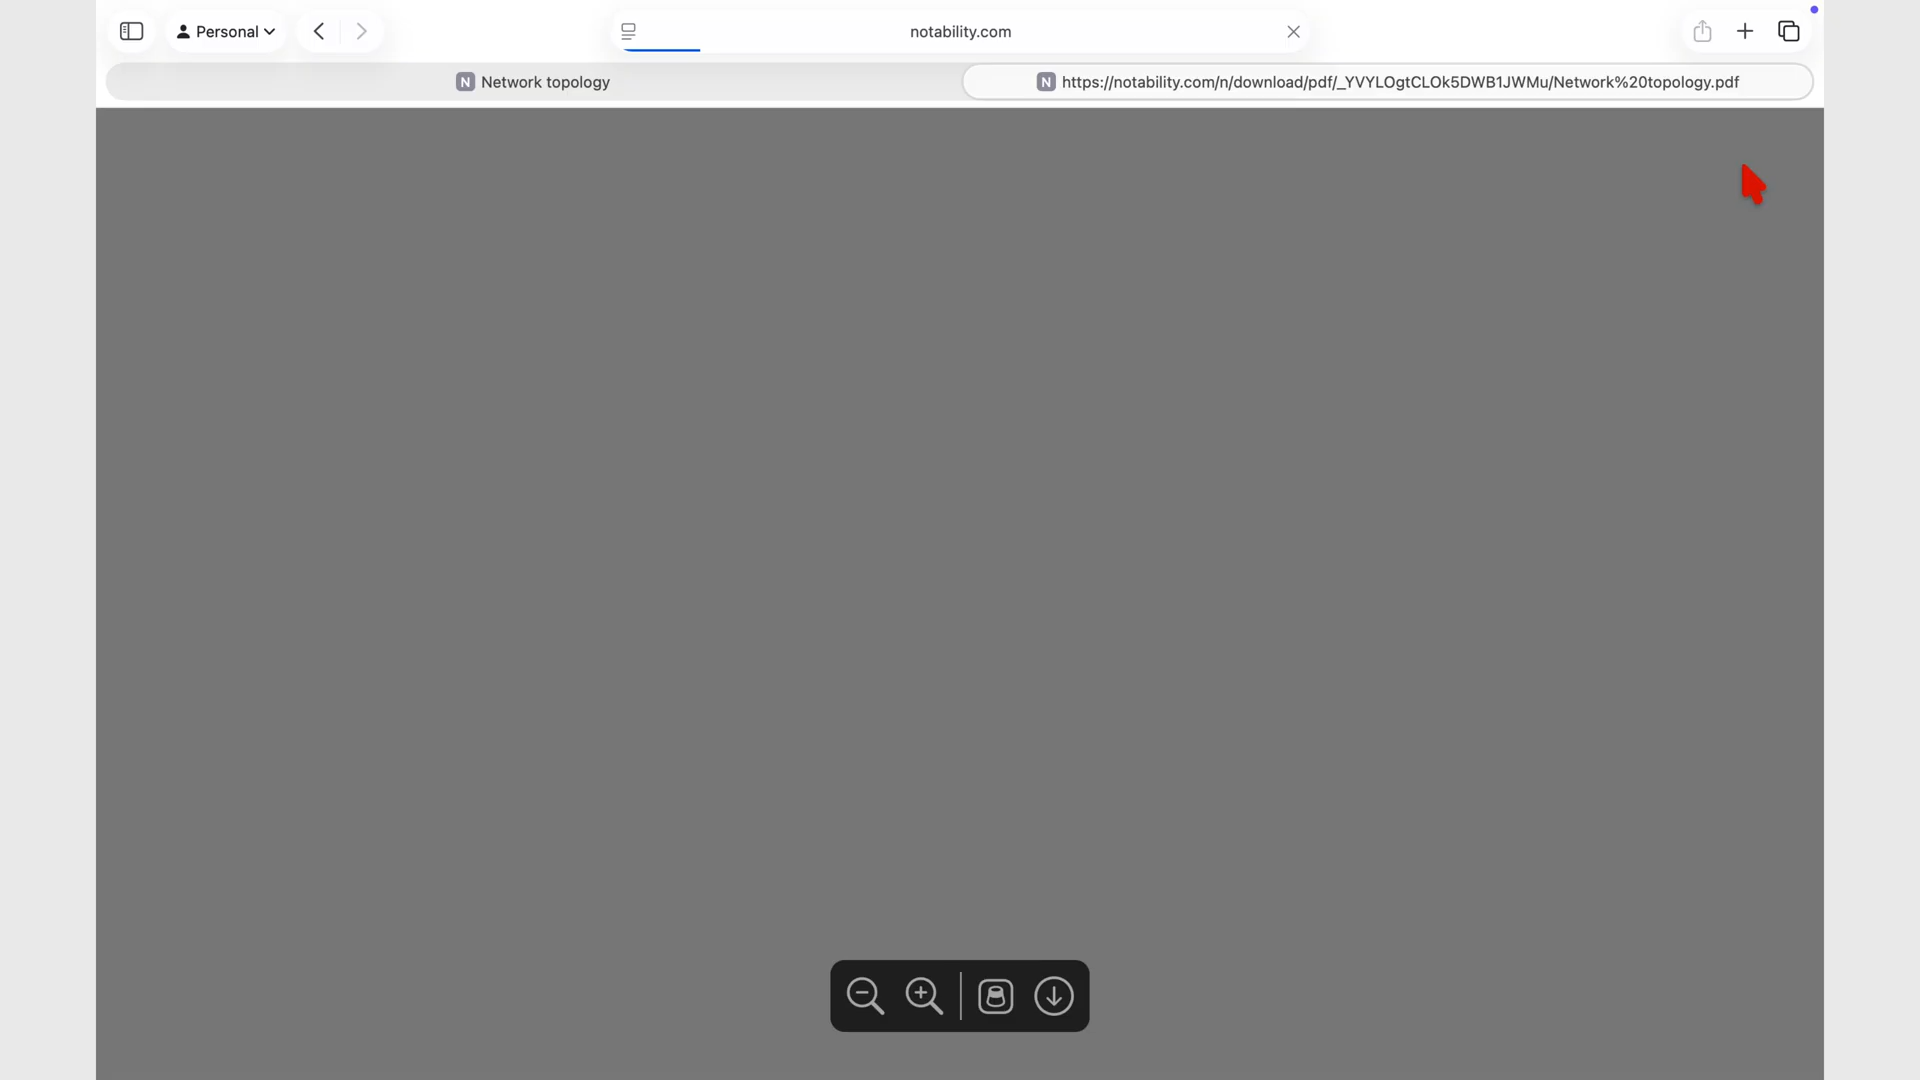 Personal
notability.com
N Network topology
N https://notability.com/n/download/pdf/_YVYLOgtCLOk5DWB1JWMu/Network%20topology.pdf